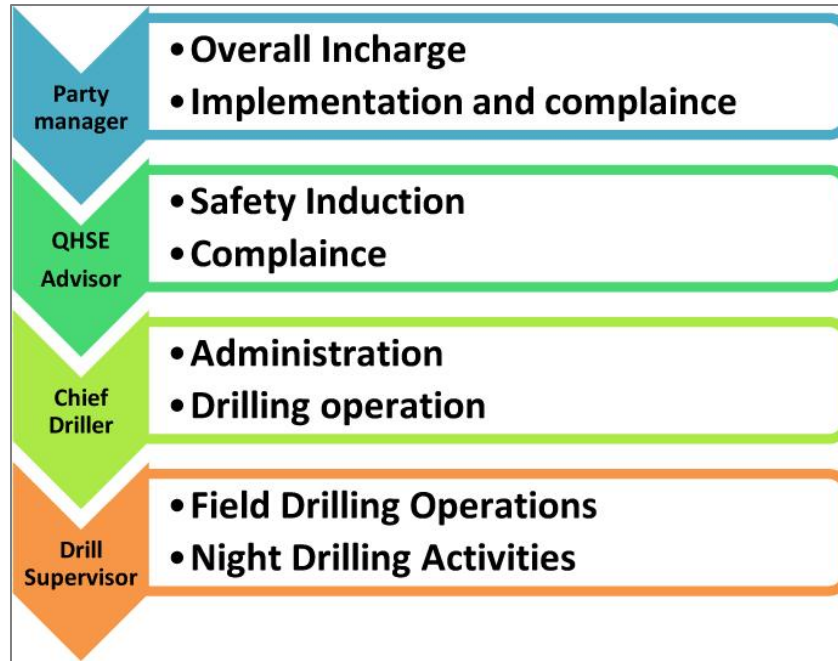 Party
manager
•Overall Incharge
•Implementation and complaince
QHSE
Advisor
•Safety Induction
•Complaince
Chief
Driller
•Administration
•Drilling operation
Drill
Supervisor
•Field Drilling Operations
•Night Drilling Activities